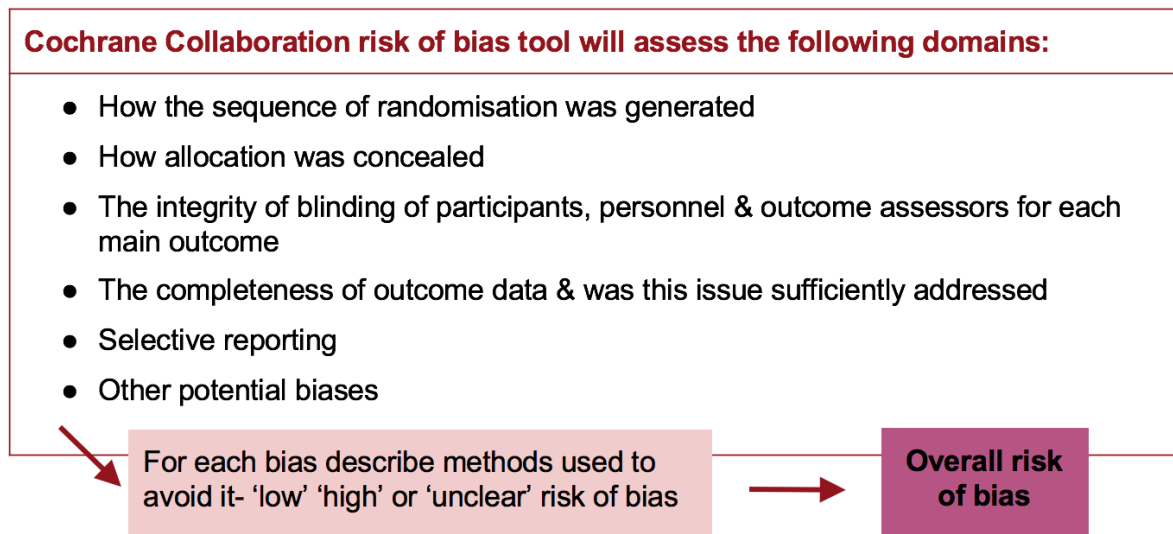 Cochrane Collaboration risk of bias tool will assess the following domains:
● How the sequence of randomisation was generated
● How allocation was concealed
● The integrity of blinding of participants, personnel & outcome assessors for each
main outcome
● The completeness of outcome data & was this issue sufficiently addressed
● Selective reporting
● Other potential biases
For each bias describe methods used to
avoid it- ‘low’ ‘high’ or ‘unclear’ risk of bias
Overall risk
of bias